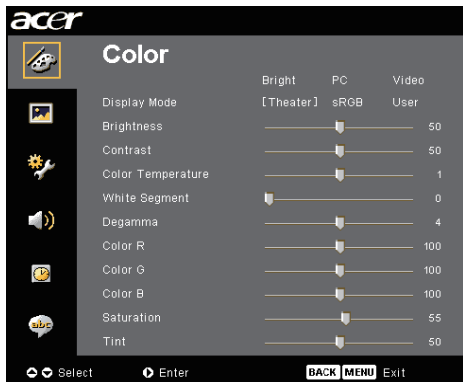 acer
Color
Bright PC Video
Display Mode [Theater] sRGB User
Brightness 50
Contrast 50
Color Temperature 1
White Segment 0
Degamma 4
Color R 100
Color G 100
Color B 100
Saturation 55
Tint 50
abc
Select Enter BACK MENU Exit